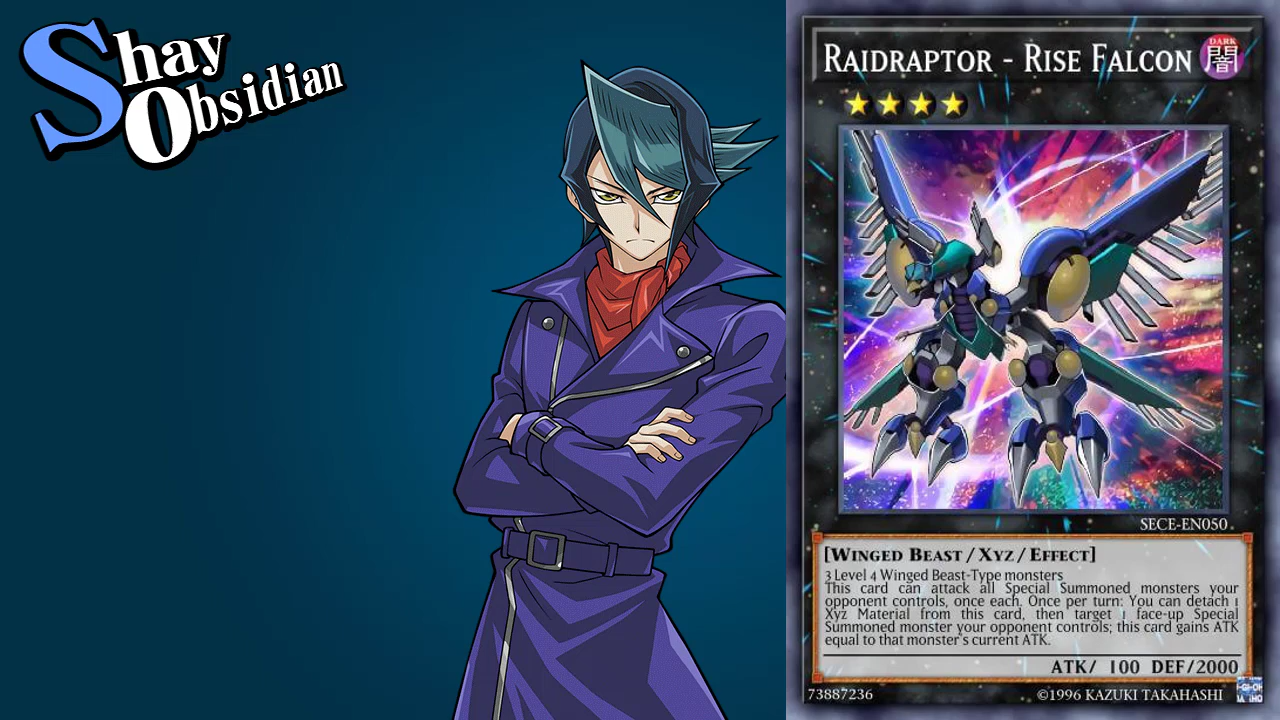 Shay
Obsidian
RAIDRAPTOR - RISE FALCON
DARK
闇
SECE-EN050
[WINGED BEAST / XYZ / EFFECT]
3 Level 4 Winged Beast-Type monsters
This card can attack all Special Summoned monsters your
opponent controls, once each. Once per turn: You can detach 1
Xyz Material from this card, then target 1 face-up Special
Summoned monster your opponent controls; this card gains ATK
equal to that monster's current ATK.
ATK/ 100 DEF/2000
73887236
©1996 KAZUKI TAKAHASHI